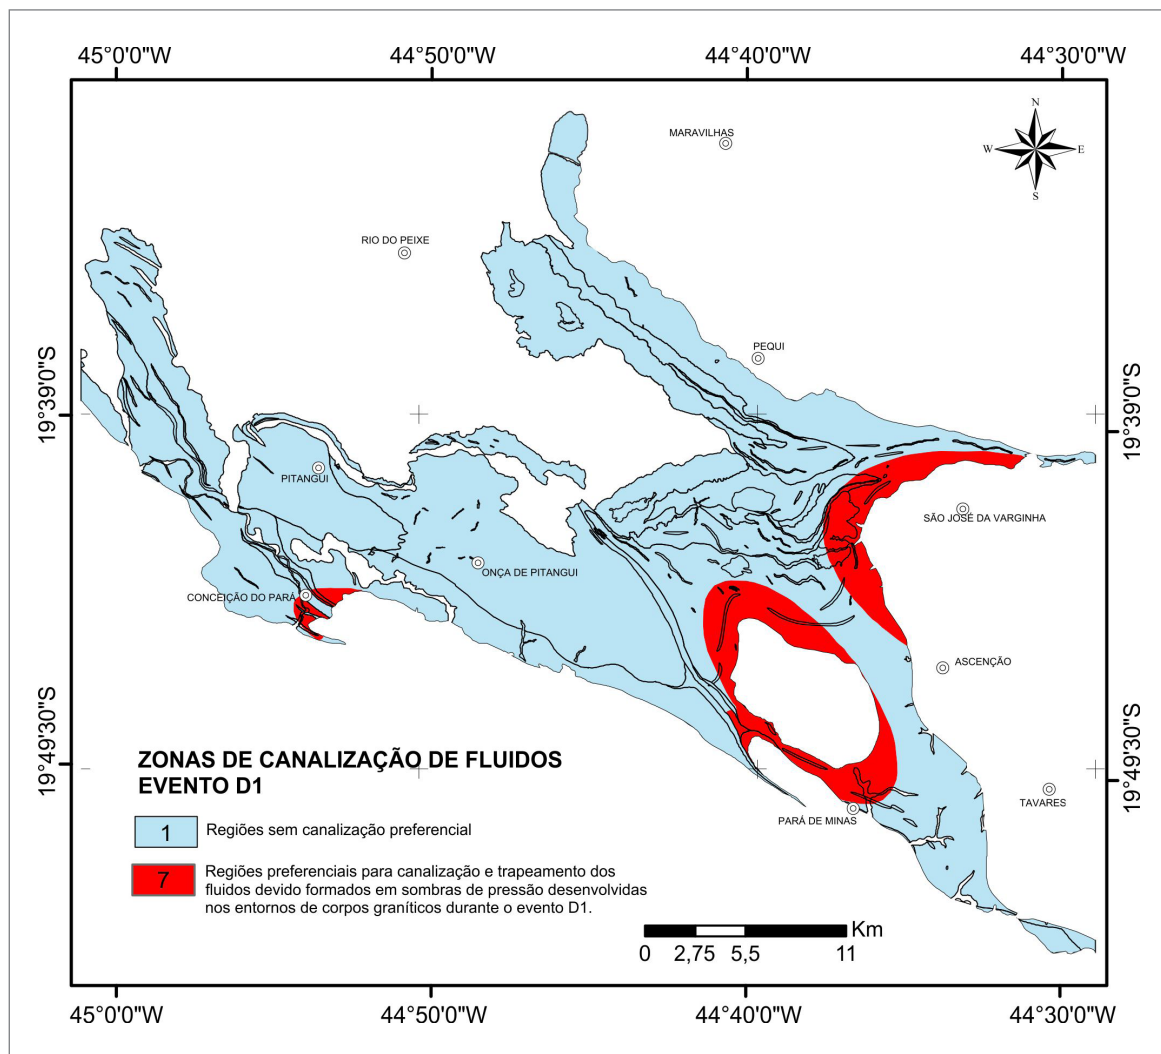 45°0'0"W 44°50'0"W 44°40'0"W 44°30'0"W
N
W E
S
MARAVILHAS
RIO DO PEIXE
PEQUI
19°39'0"S 19°39'0"S
PITANGUI
SÃO JOSÉ DA VARGINHA
ONÇA DE PITANGUI
CONCEIÇÃO DO PARÁ
ASCENÇÃO
19°49'30"S 19°49'30"S
TAVARES
PARÁ DE MINAS
ZONAS DE CANALIZAÇÃO DE FLUIDOS
EVENTO D1
1 Regiões sem canalização preferencial
7 Regiões preferenciais para canalização e trapeamento dos
fluidos devido formados em sombras de pressão desenvolvidas
nos entornos de corpos graníticos durante o evento D1.
Km
0 2,75 5,5 11
45°0'0"W 44°50'0"W 44°40'0"W 44°30'0"W